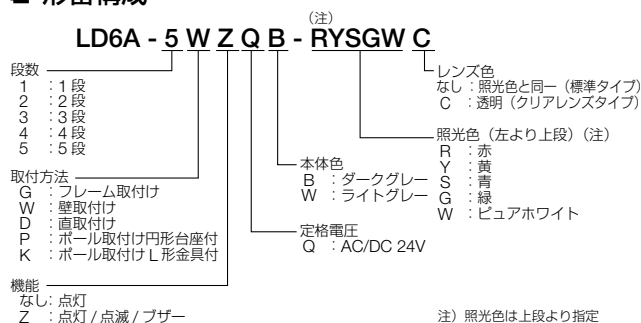 ■ 形番構成
(注)
LD6A - 5 W Z Q B - RYSGW C
段数
1 ：1段
2 ：2段
3 ：3段
4 ：4段
5 ：5段
取付方法
G ：フレーム取付け
W ：壁取付け
D ：直取付け
P ：ポール取付け円形台座付
K ：ポール取付けL形金具付
機能
なし：点灯
Z ：点灯 / 点滅 / ブザー
定格電圧
Q ：AC/DC 24V
本体色
B ：ダークグレー
W ：ライトグレー
レンズ色
なし：照光色と同一（標準タイプ）
C ：透明（クリアレンズタイプ）
照光色（左より上段）（注）
R ：赤
Y ：黄
S ：青
G ：緑
W ：ピュアホワイト
注）照光色は上段より指定